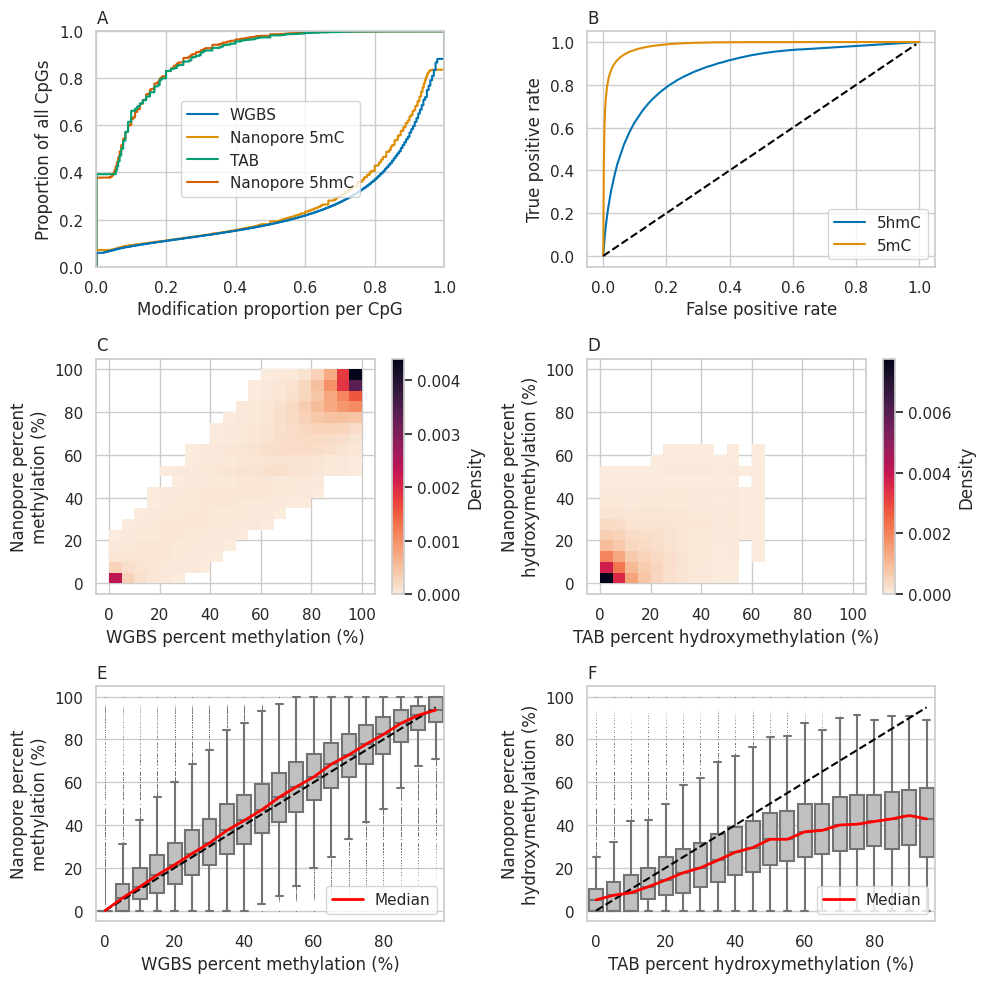 A
Proportion of all CpGs
1.0
0.8
0.6
0.4
0.2
0.0
WGBS
Nanopore 5mC
TAB
Nanopore 5hmC
0.0 0.2 0.4 0.6 0.8 1.0
Modification proportion per CpG
B
True positive rate
1.0
0.8
0.6
0.4
0.2
0.0
5hmC
5mC
0.0 0.2 0.4 0.6 0.8 1.0
False positive rate
C
Nanopore percent
methylation (%)
100
80
60
40
20
0
0 20 40 60 80 100
WGBS percent methylation (%)
0.004
0.003
0.002
0.001
0.000
Density
D
Nanopore percent
hydroxymethylation (%)
100
80
60
40
20
0
0 20 40 60 80 100
TAB percent hydroxymethylation (%)
0.006
0.004
0.002
0.000
Density
E
Nanopore percent
methylation (%)
100
80
60
40
20
0
Median
0 20 40 60 80
WGBS percent methylation (%)
F
Nanopore percent
hydroxymethylation (%)
100
80
60
40
20
0
Median
0 20 40 60 80
TAB percent hydroxymethylation (%)